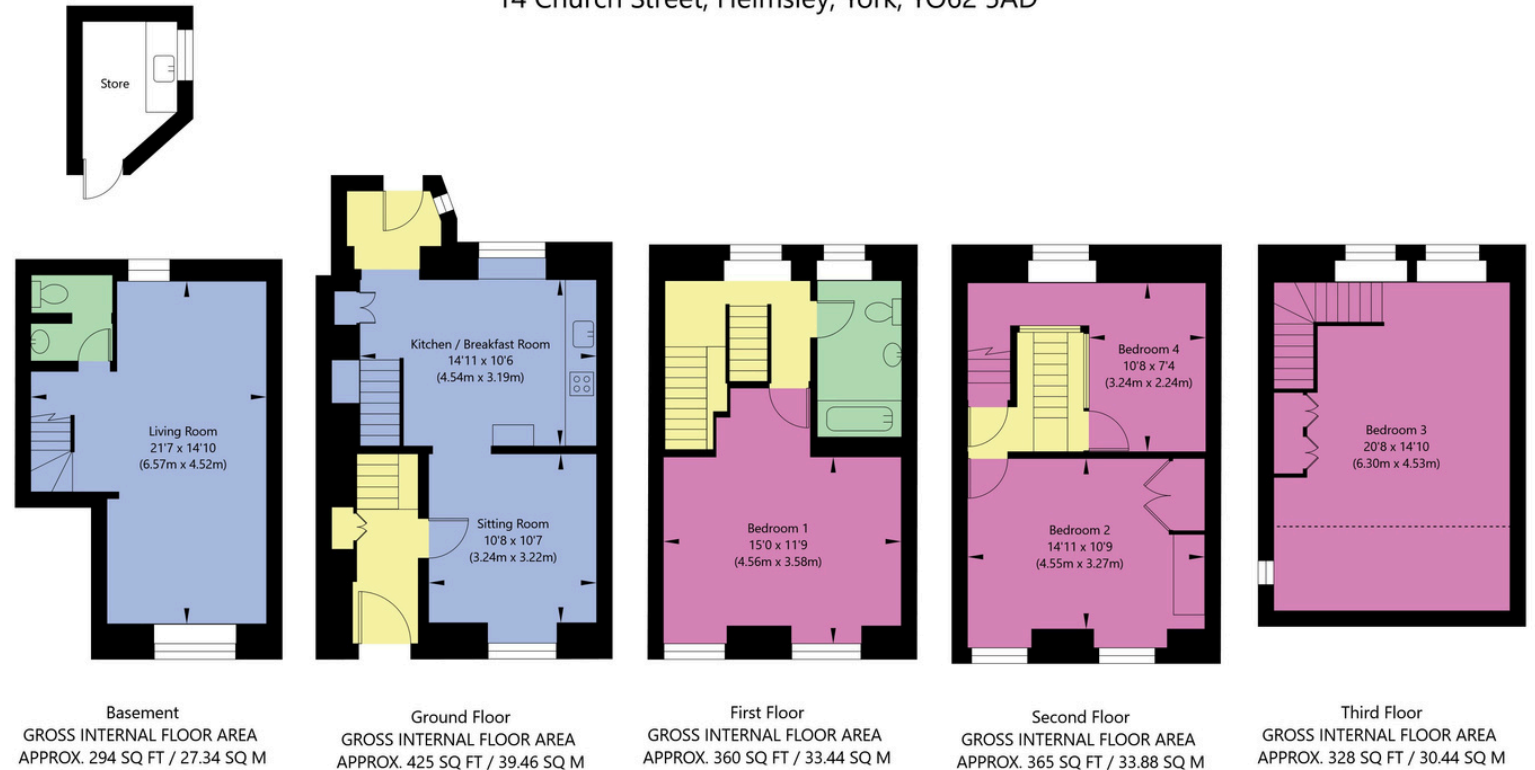 14 Church Street, Helmsley, York, YO62 5AD
Store
Kitchen / Breakfast Room
14'11 x 10'6
(4.54m x 3.19m)
Bedroom 4
10'8 x 7'4
(3.24m x 2.24m)
Living Room
21'7 x 14'10
(6.57m x 4.52m)
Bedroom 3
20'8 x 14'10
(6.30m x 4.53m)
Sitting Room
10'8 x 10'7
(3.24m x 3.22m)
Bedroom 1
15'0 x 11'9
(4.56m x 3.58m)
Bedroom 2
14'11 x 10'9
(4.55m x 3.27m)
Basement
GROSS INTERNAL FLOOR AREA
APPROX. 294 SQ FT / 27.34 SQ M
Ground Floor
GROSS INTERNAL FLOOR AREA
APPROX. 425 SQ FT / 39.46 SQ M
First Floor
GROSS INTERNAL FLOOR AREA
APPROX. 360 SQ FT / 33.44 SQ M
Second Floor
GROSS INTERNAL FLOOR AREA
APPROX. 365 SQ FT / 33.88 SQ M
Third Floor
GROSS INTERNAL FLOOR AREA
APPROX. 328 SQ FT / 30.44 SQ M